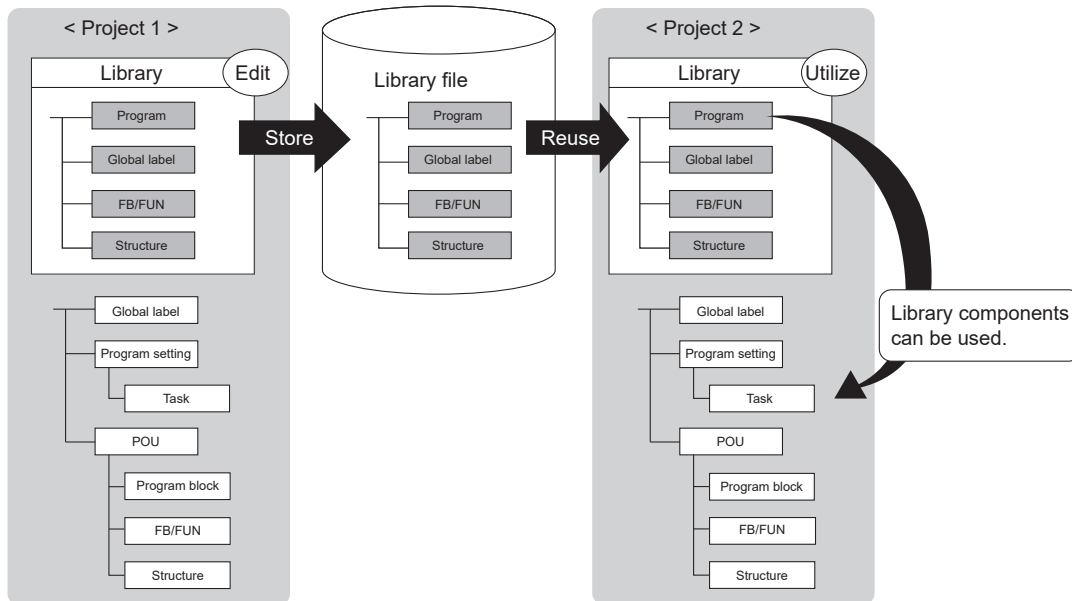 < Project 1 >
Library
Edit
Program
Global label
FB/FUN
Structure
Global label
Program setting
Task
POU
Program block
FB/FUN
Structure
Store
Library file
Program
Global label
FB/FUN
Structure
Reuse
< Project 2 >
Library
Utilize
Program
Global label
FB/FUN
Structure
Global label
Program setting
Task
POU
Program block
FB/FUN
Structure
Library components
can be used.